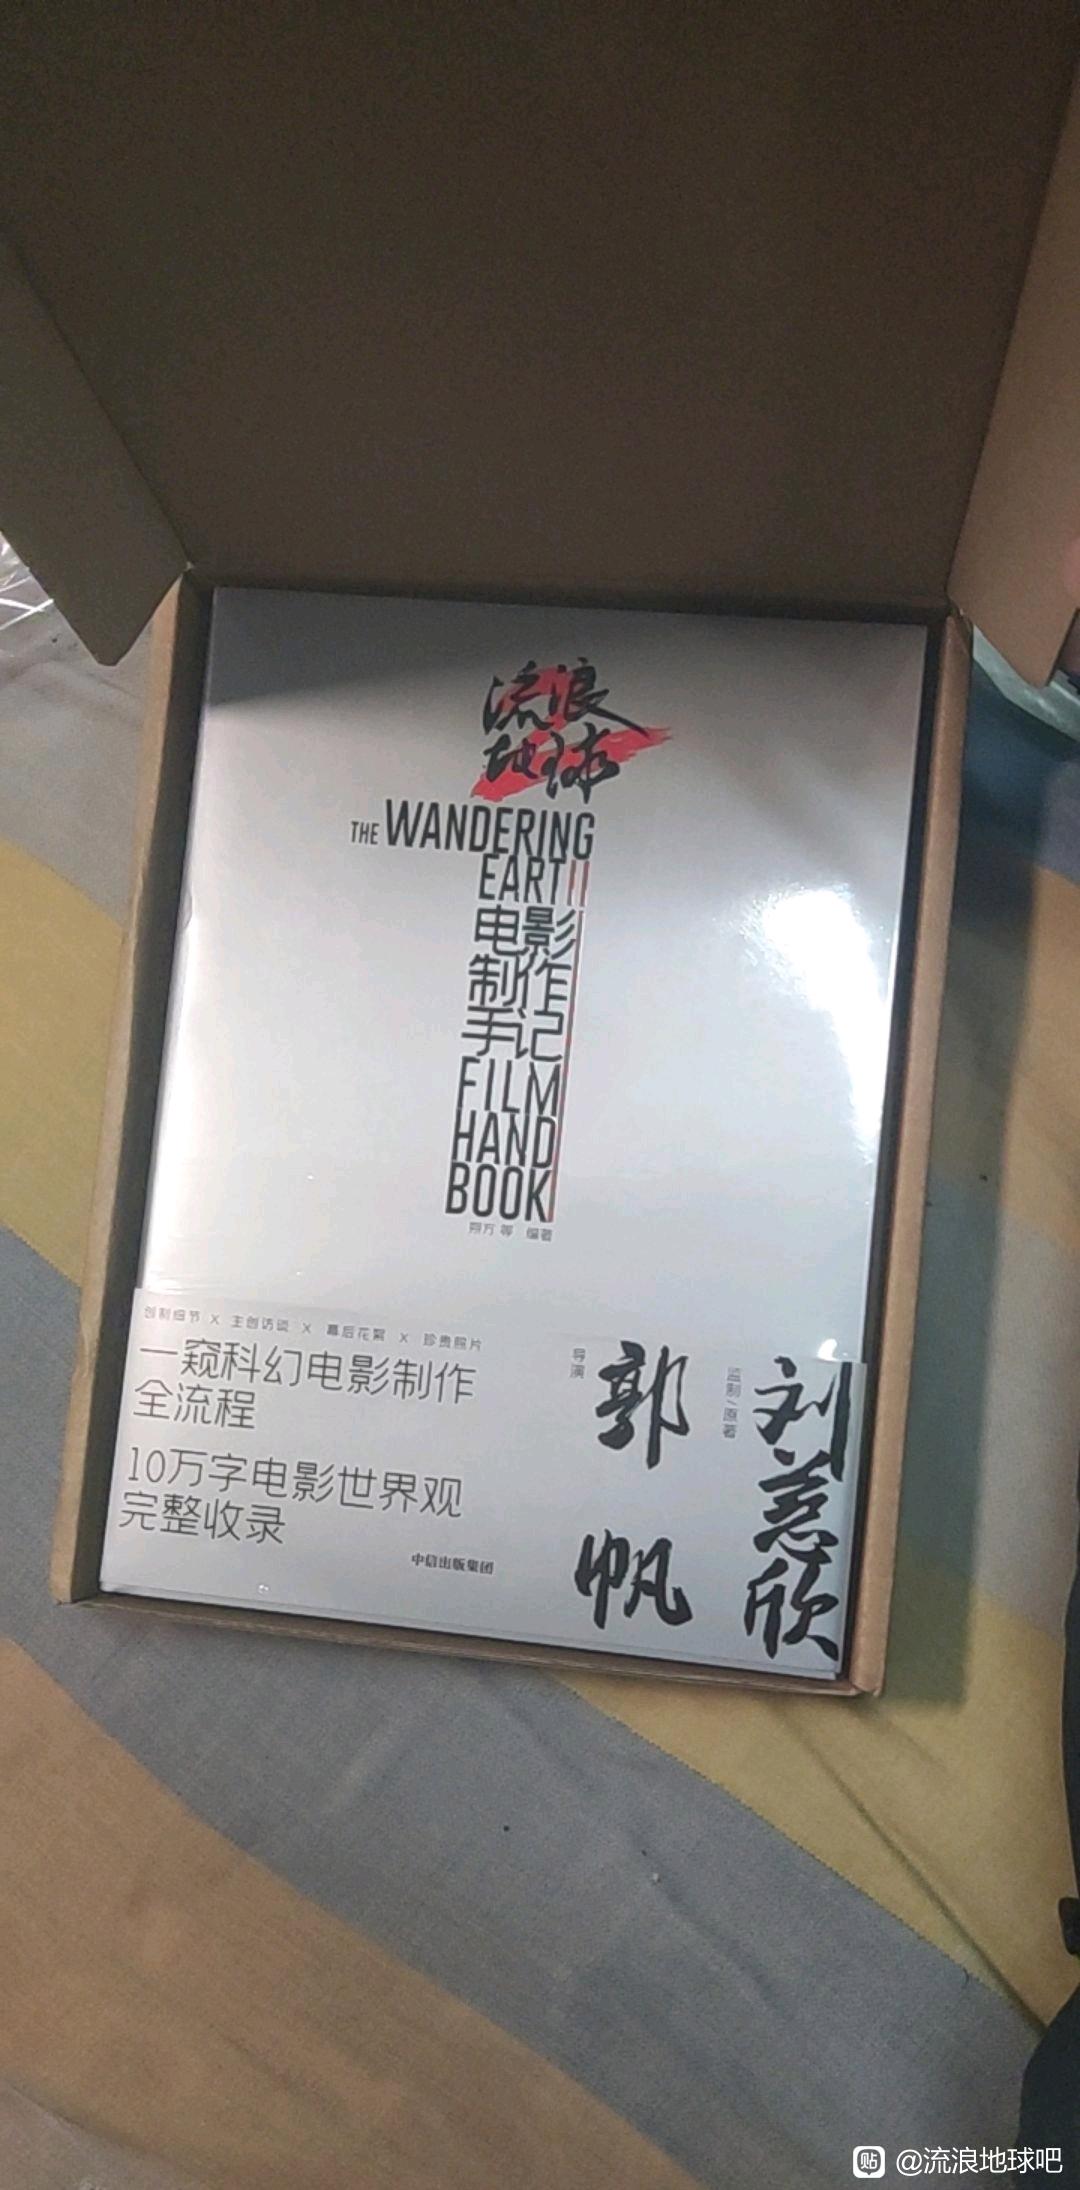 流浪
地球
THE WANDERING
EARTII
电影
制作
手记
FILM
HAND
BOOK
朔方 等 编著
创制细节 × 主创访谈 × 幕后花絮 × 珍贵照片
一窥科幻电影制作
全流程
10万字电影世界观
完整收录
中信出版集团
导演
郭帆
监制/原著
刘慈欣
贴 @流浪地球吧